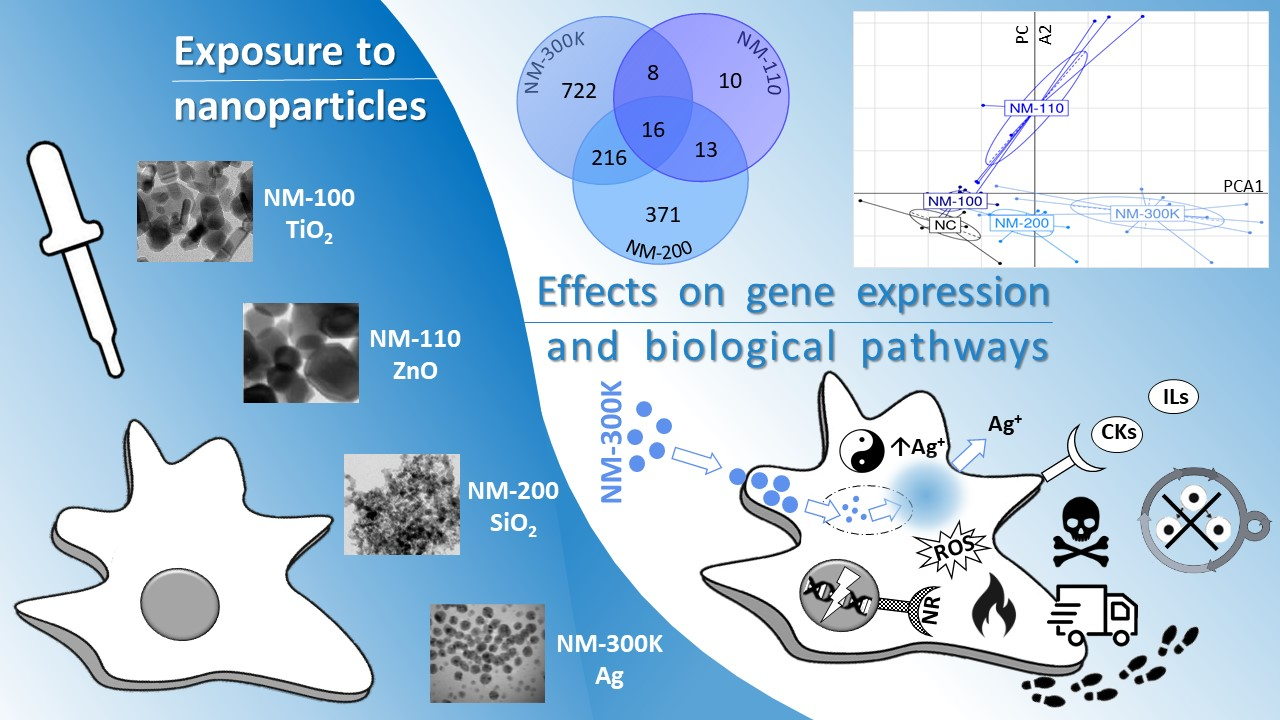 Exposure to
nanoparticles
NM-100
TiO₂
NM-110
ZnO
NM-200
SiO₂
NM-300K
Ag
NM-300K
NM-110
722
8
10
16
216
13
371
NM-200
PC
A2
NM-110
PCA1
NM-100
NC
NM-200
NM-300K
Effects on gene expression
and biological pathways
NM-300K
↑Ag⁺
Ag⁺
ILs
CKs
ROS
NR